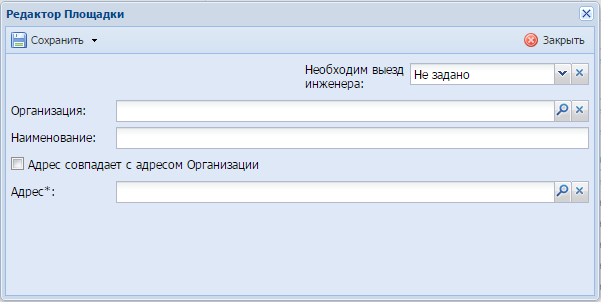 Редактор Площадки
Сохранить Закрыть
Необходим выезд
инженера: Не задано
Организация:
Наименование:
Адрес совпадает с адресом Организации
Адрес*: